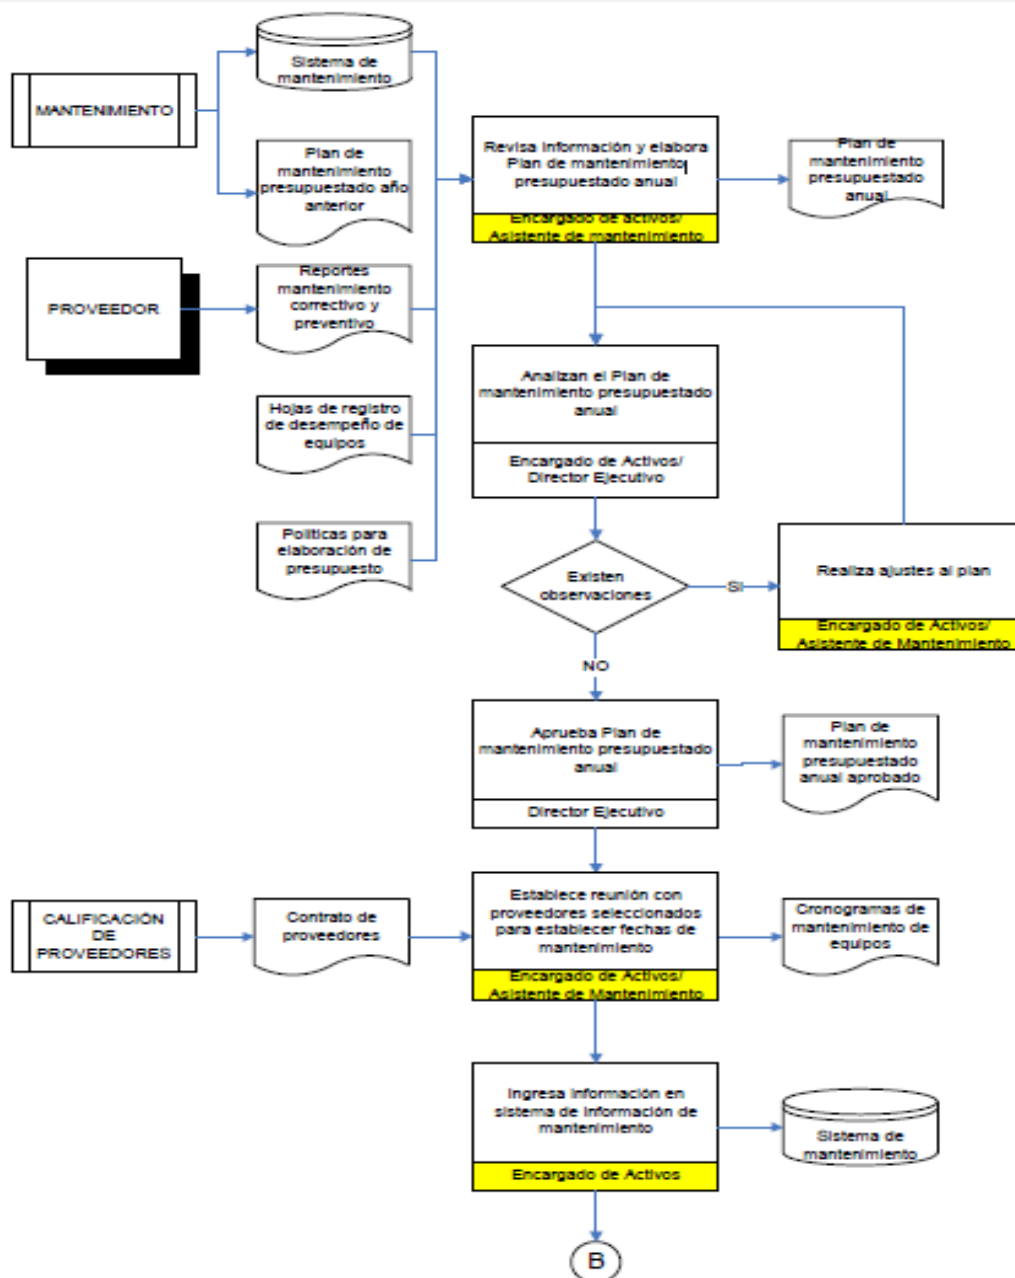 Sistema de
mantenimiento
MANTENIMIENTO
Plan de
mantenimiento
presupuestado año
anterior
Revisa Información y elabora
Plan de mantenimiento
presupuestado anual
Encargado de activos/
Asistente de mantenimiento
Plan de
mantenimiento
presupuestado
anual
PROVEEDOR
Reportes
mantenimiento
correctivo y
preventivo
Analizan el Plan de
mantenimiento presupuestado
anual
Encargado de Activos/
Director Ejecutivo
Hojas de registro
de desempeño de
equipos
Políticas para
elaboración de
presupuesto
Existen
observaciones
SI
Realiza ajustes al plan
Encargado de Activos/
Asistente de Mantenimiento
NO
Aprueba Plan de
mantenimiento presupuestado
anual
Director Ejecutivo
Plan de
mantenimiento
presupuestado
anual aprobado
CALIFICACIÓN
DE
PROVEEDORES
Contrato de
proveedores
Establece reunión con
proveedores seleccionados
para establecer fechas de
mantenimiento
Encargado de Activos/
Asistente de Mantenimiento
Cronogramas de
mantenimiento de
equipos
Ingresa Información en
sistema de Información de
mantenimiento
Encargado de Activos
Sistema de
mantenimiento
B